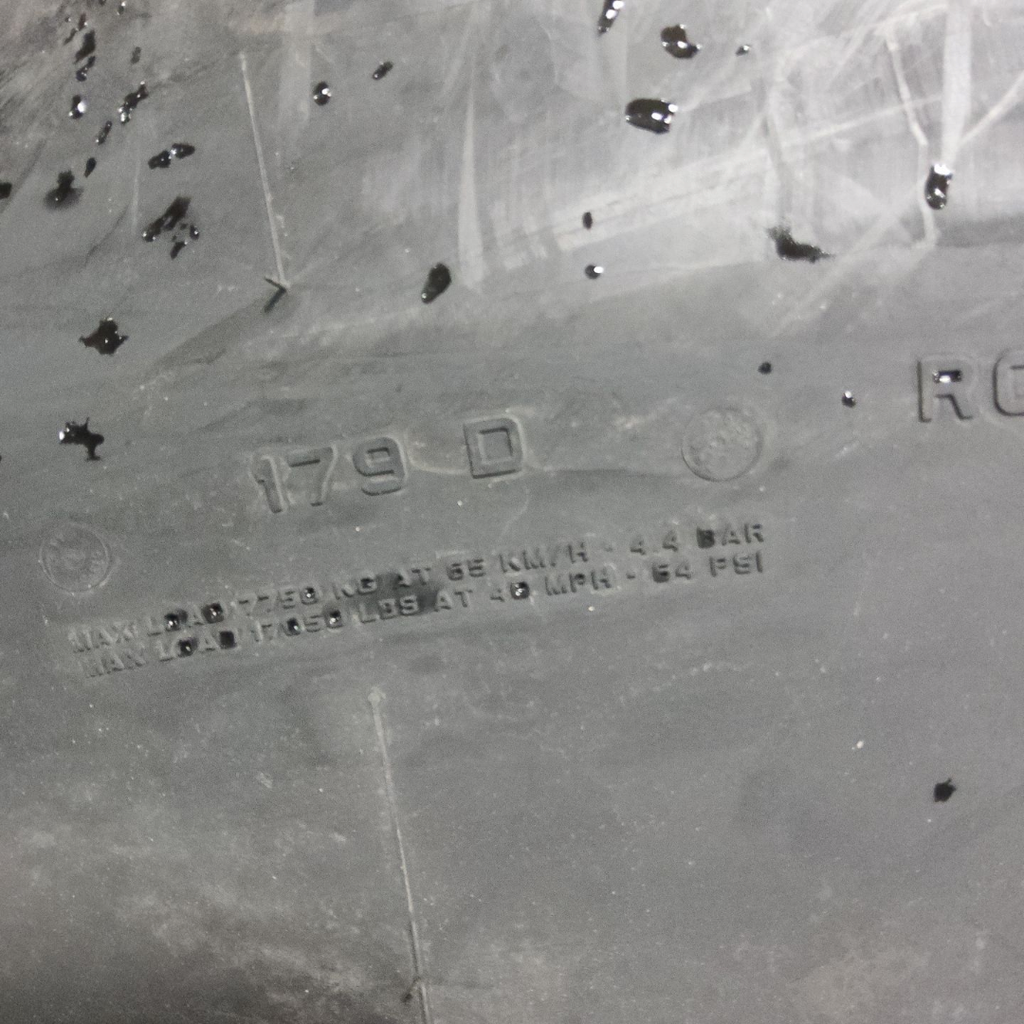 179 D
MAX LOAD 7750 KG AT 65 KM/H - 4.4 BAR
MAX LOAD 17050 LBS AT 40 MPH - 64 PSI